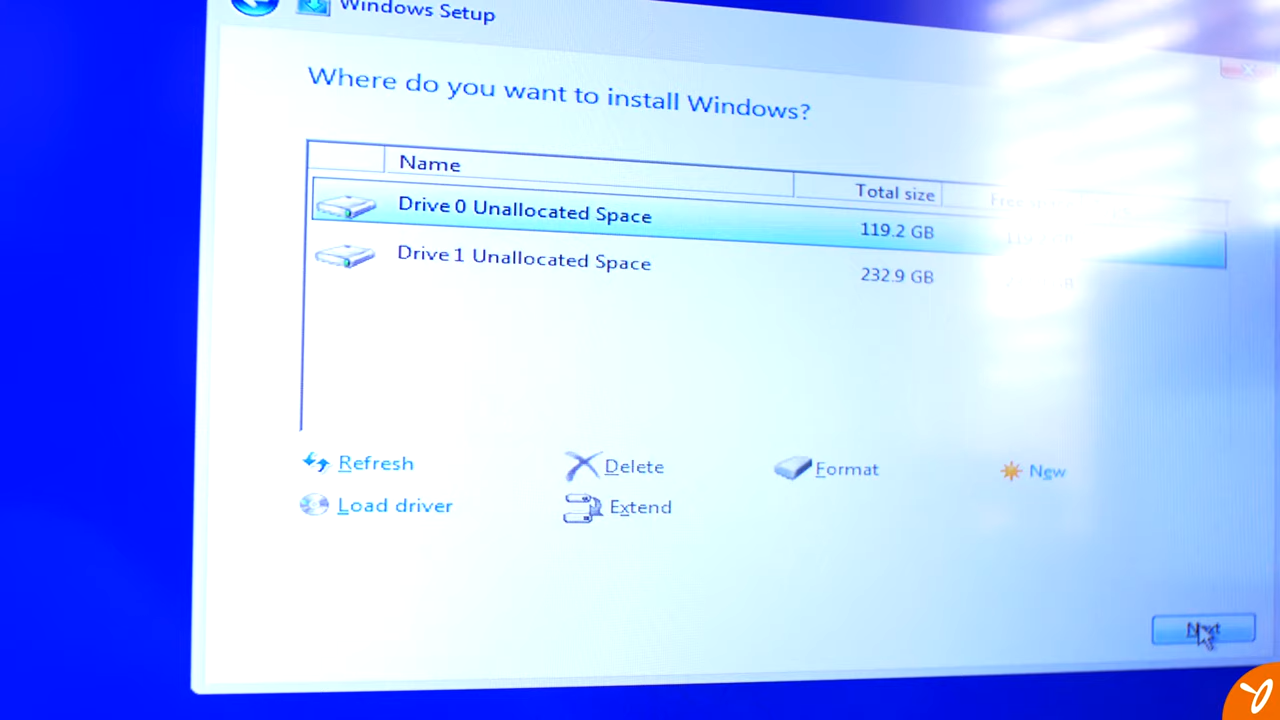 Windows Setup
Where do you want to install Windows?
Name Total size
Drive 0 Unallocated Space 119.2 GB
Drive 1 Unallocated Space 232.9 GB
Refresh Delete Format New
Load driver Extend
Next